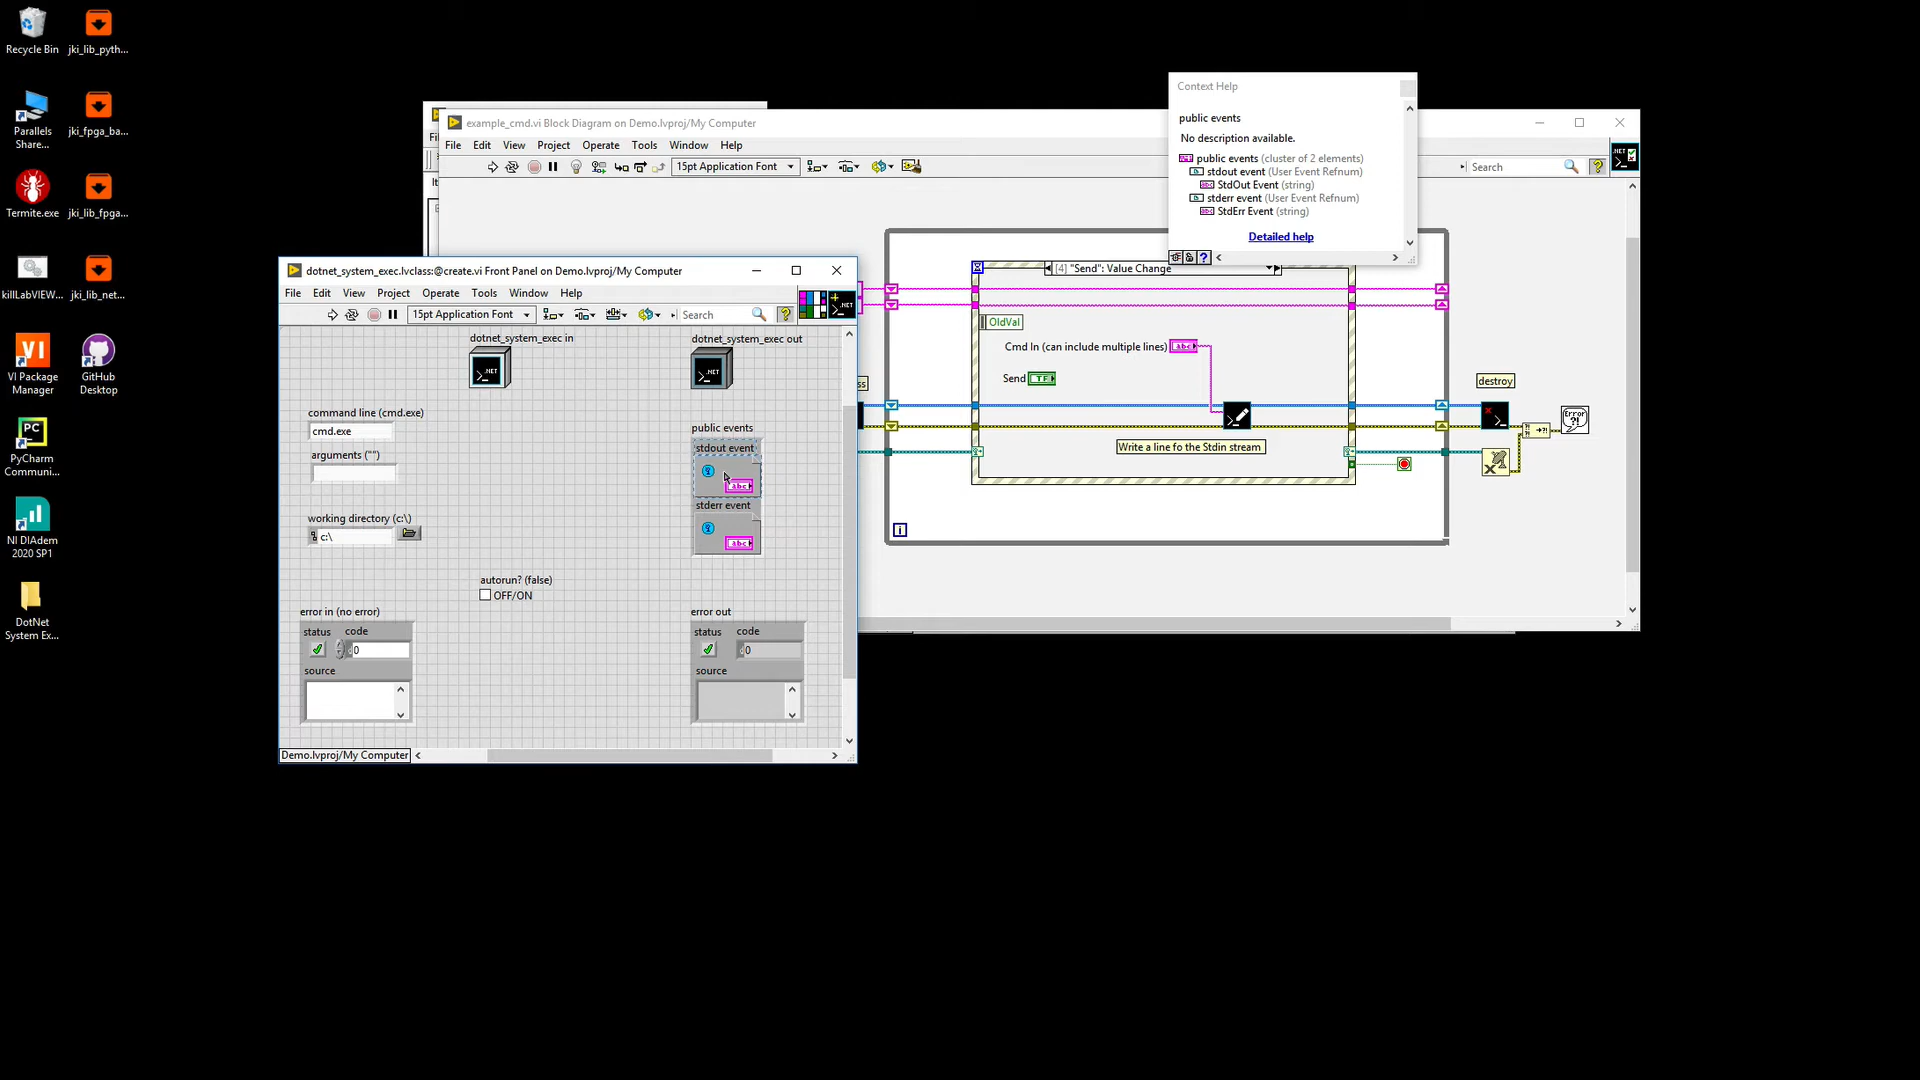 Recycle Bin
jki_lib_pyth...
Parallels
Share...
jki_fpga_ba...
Termite.exe
jki_lib_fpga...
killLabVIEW...
jki_lib_net...
VI Package
Manager
GitHub
Desktop
PyCharm
Communi...
NI DIAdem
2020 SP1
DotNet
System Ex...
example_cmd.vi Block Diagram on Demo.lvproj/My Computer
File Edit View Project Operate Tools Window Help
15pt Application Font
Search
Context Help
public events
No description available.
public events (cluster of 2 elements)
stdout event (User Event Refnum)
StdOut Event (string)
stderr event (User Event Refnum)
StdErr Event (string)
Detailed help
[4] "Send": Value Change
OldVal
Cmd In (can include multiple lines)
abc
Send
TF
Write a line fo the Stdin stream
destroy
Error
?!
i
dotnet_system_exec.lvclass:@create.vi Front Panel on Demo.lvproj/My Computer
File Edit View Project Operate Tools Window Help
15pt Application Font
Search
.NET
dotnet_system_exec in
dotnet_system_exec out
.NET
.NET
command line (cmd.exe)
cmd.exe
arguments ("")
working directory (c:\)
c:\
public events
stdout event
abc
stderr event
abc
autorun? (false)
OFF/ON
error in (no error)
status code
0
source
error out
status code
0
source
Demo.lvproj/My Computer